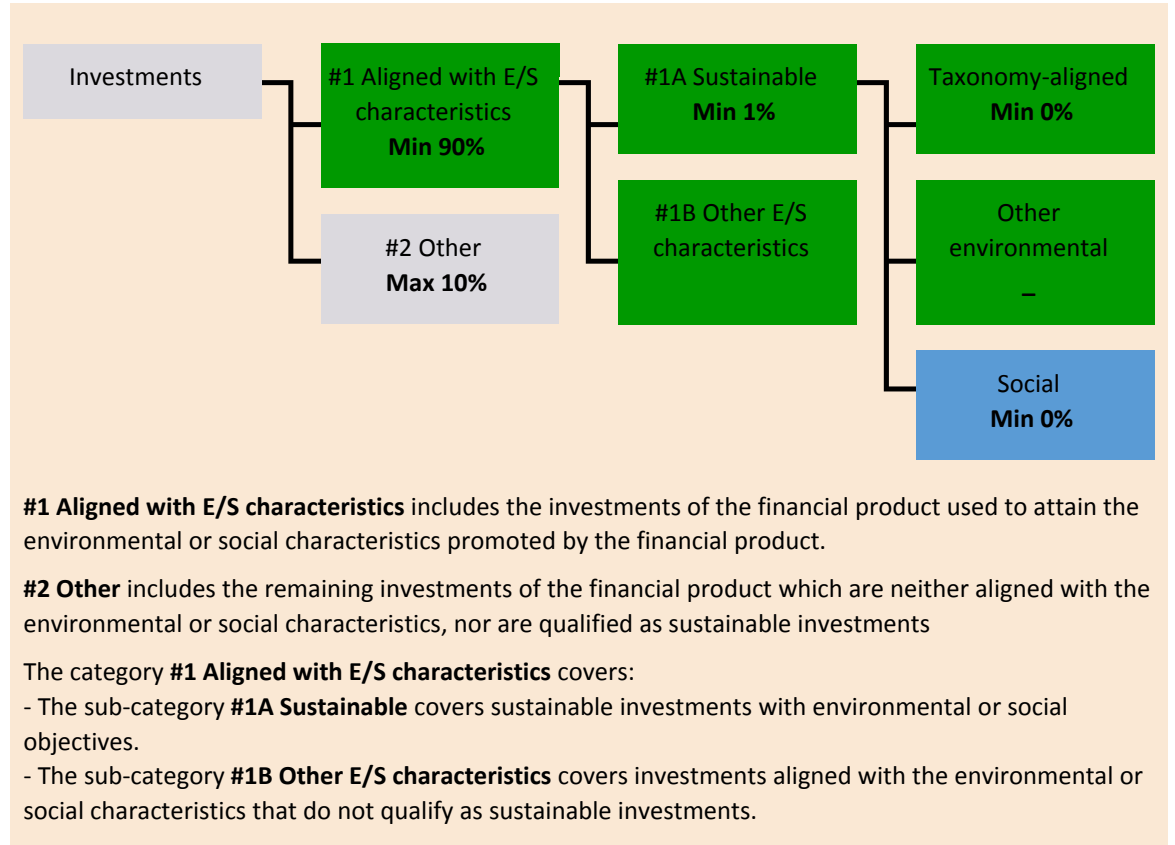 Investments
#1 Aligned with E/S
characteristics
Min 90%
#2 Other
Max 10%
#1A Sustainable
Min 1%
#1B Other E/S
characteristics
Taxonomy-aligned
Min 0%
Other
environmental
–
Social
Min 0%
#1 Aligned with E/S characteristics includes the investments of the financial product used to attain the
environmental or social characteristics promoted by the financial product.
#2 Other includes the remaining investments of the financial product which are neither aligned with the
environmental or social characteristics, nor are qualified as sustainable investments
The category #1 Aligned with E/S characteristics covers:
- The sub-category #1A Sustainable covers sustainable investments with environmental or social
objectives.
- The sub-category #1B Other E/S characteristics covers investments aligned with the environmental or
social characteristics that do not qualify as sustainable investments.